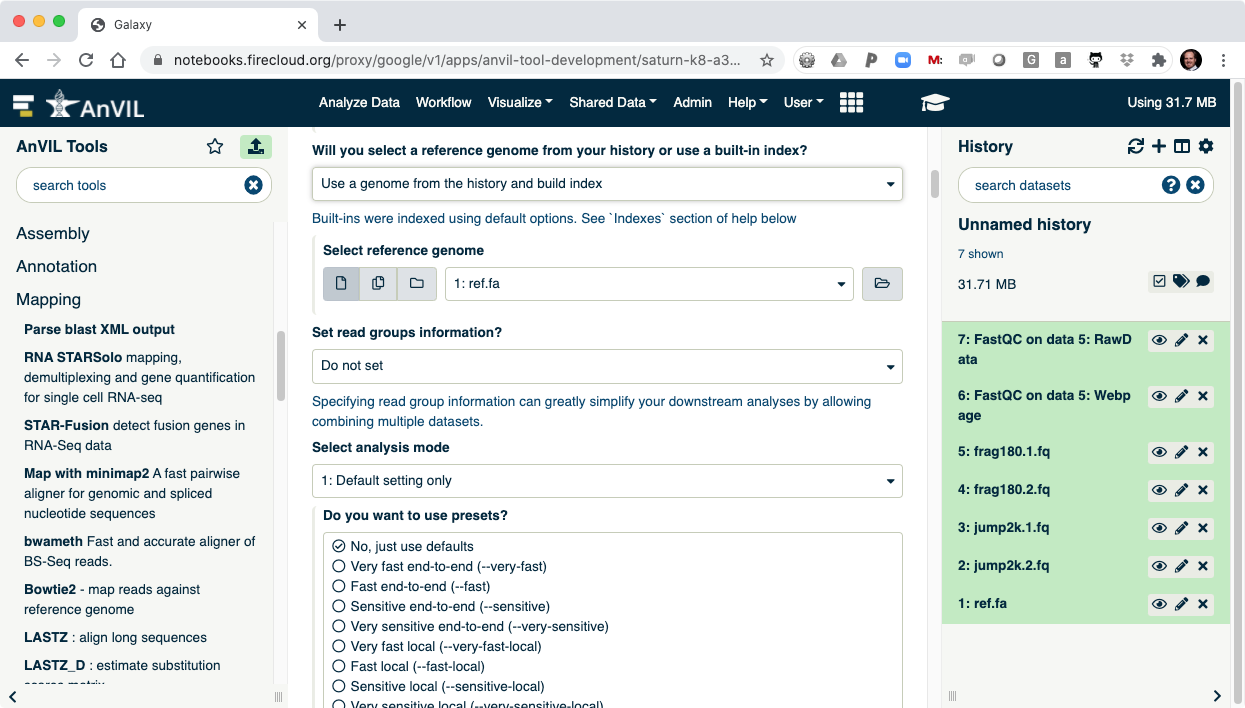 Galaxy
notebooks.firecloud.org/proxy/google/v1/apps/anvil-tool-development/saturn-k8-a3...
AnVIL
Analyze Data Workflow Visualize Shared Data Admin Help User
Using 31.7 MB
AnVIL Tools
search tools
Assembly
Annotation
Mapping
Parse blast XML output
RNA STARSolo mapping,
demultiplexing and gene quantification
for single cell RNA-seq
STAR-Fusion detect fusion genes in
RNA-Seq data
Map with minimap2 A fast pairwise
aligner for genomic and spliced
nucleotide sequences
bwameth Fast and accurate aligner of
BS-Seq reads.
Bowtie2 - map reads against
reference genome
LASTZ : align long sequences
LASTZ_D : estimate substitution
scores matrix
Will you select a reference genome from your history or use a built-in index?
Use a genome from the history and build index
Built-ins were indexed using default options. See `Indexes` section of help below
Select reference genome
1: ref.fa
Set read groups information?
Do not set
Specifying read group information can greatly simplify your downstream analyses by allowing
combining multiple datasets.
Select analysis mode
1: Default setting only
Do you want to use presets?
No, just use defaults
Very fast end-to-end (--very-fast)
Fast end-to-end (--fast)
Sensitive end-to-end (--sensitive)
Very sensitive end-to-end (--very-sensitive)
Very fast local (--very-fast-local)
Fast local (--fast-local)
Sensitive local (--sensitive-local)
Very sensitive local (--very-sensitive-local)
History
search datasets
Unnamed history
7 shown
31.71 MB
7: FastQC on data 5: RawD
ata
6: FastQC on data 5: Webp
age
5: frag180.1.fq
4: frag180.2.fq
3: jump2k.1.fq
2: jump2k.2.fq
1: ref.fa